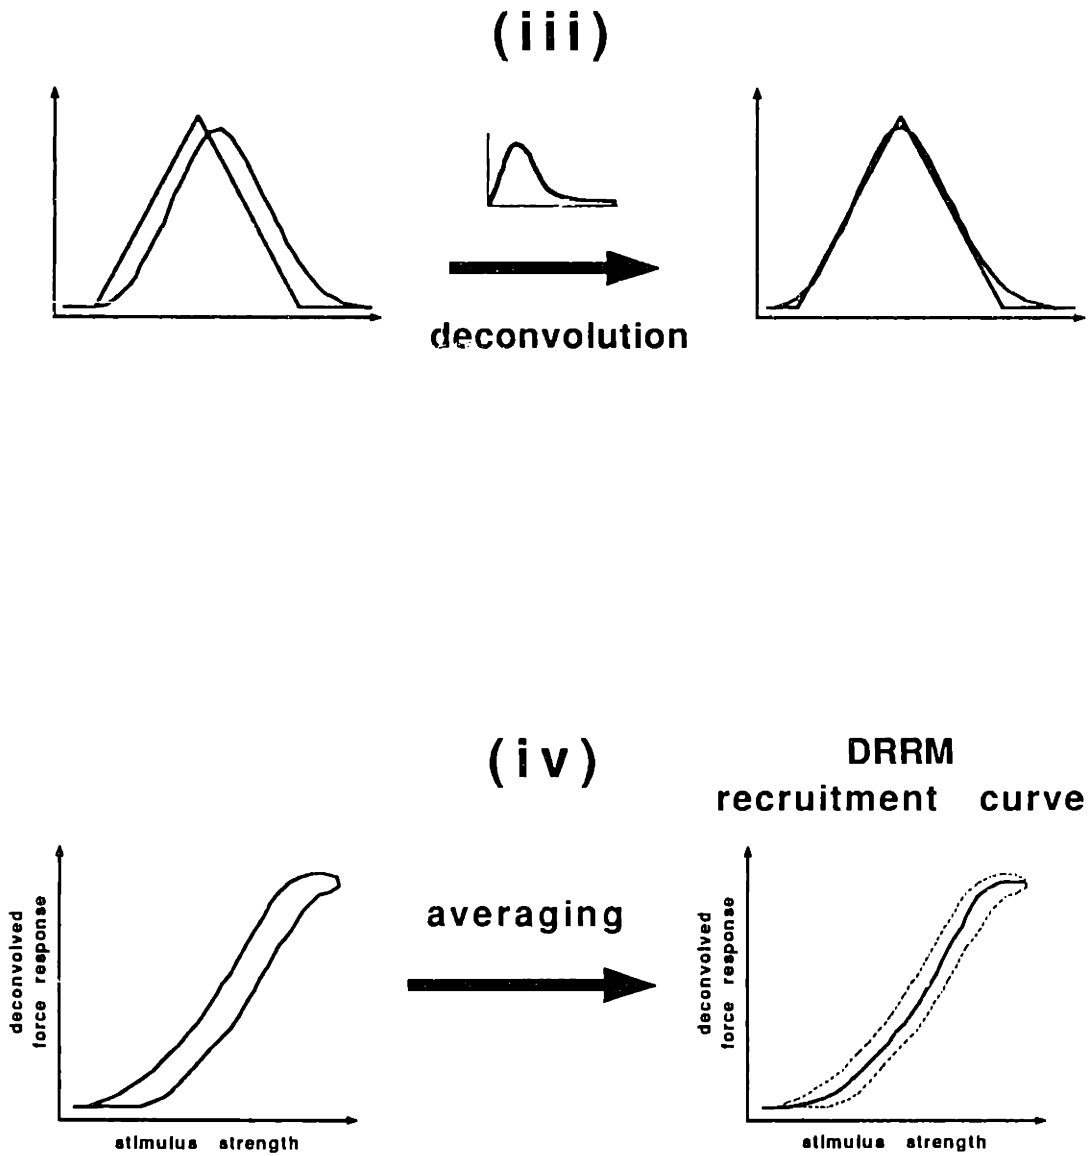 (iii)
deconvolution
(iv)
DRRM
recruitment curve
deconvolved
force response
stimulus strength
averaging
deconvolved
force response
stimulus strength